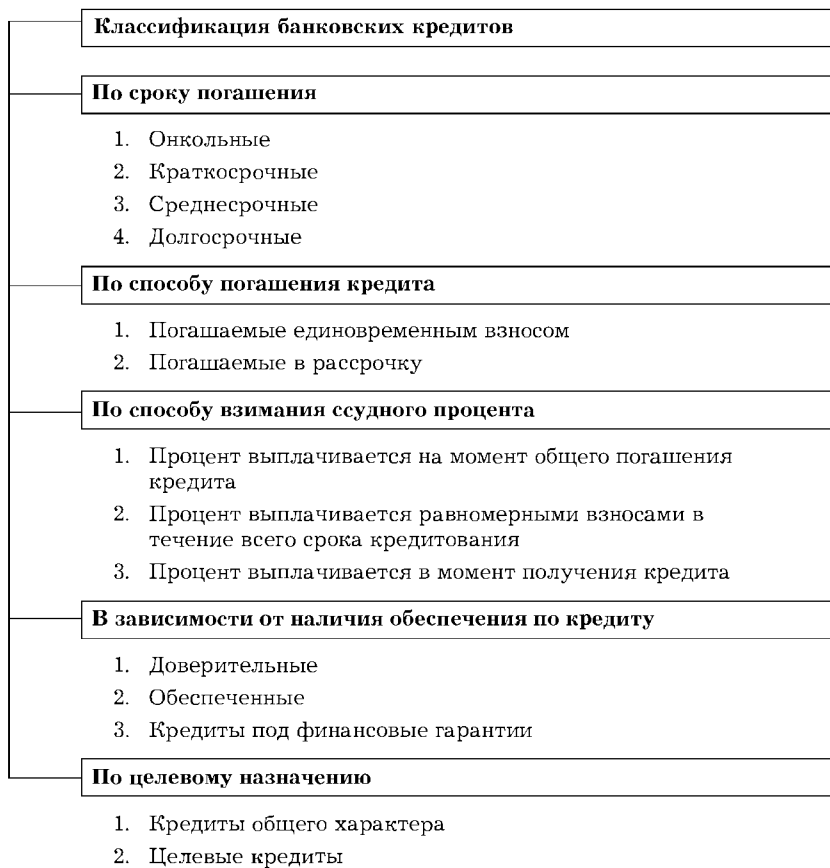 Классификация банковских кредитов
По сроку погашения
1. Онкольные
2. Краткосрочные
3. Среднесрочные
4. Долгосрочные
По способу погашения кредита
1. Погашаемые единовременным взносом
2. Погашаемые в рассрочку
По способу взимания ссудного процента
1. Процент выплачивается на момент общего погашения
кредита
2. Процент выплачивается равномерными взносами в
течение всего срока кредитования
3. Процент выплачивается в момент получения кредита
В зависимости от наличия обеспечения по кредиту
1. Доверительные
2. Обеспеченные
3. Кредиты под финансовые гарантии
По целевому назначению
1. Кредиты общего характера
2. Целевые кредиты